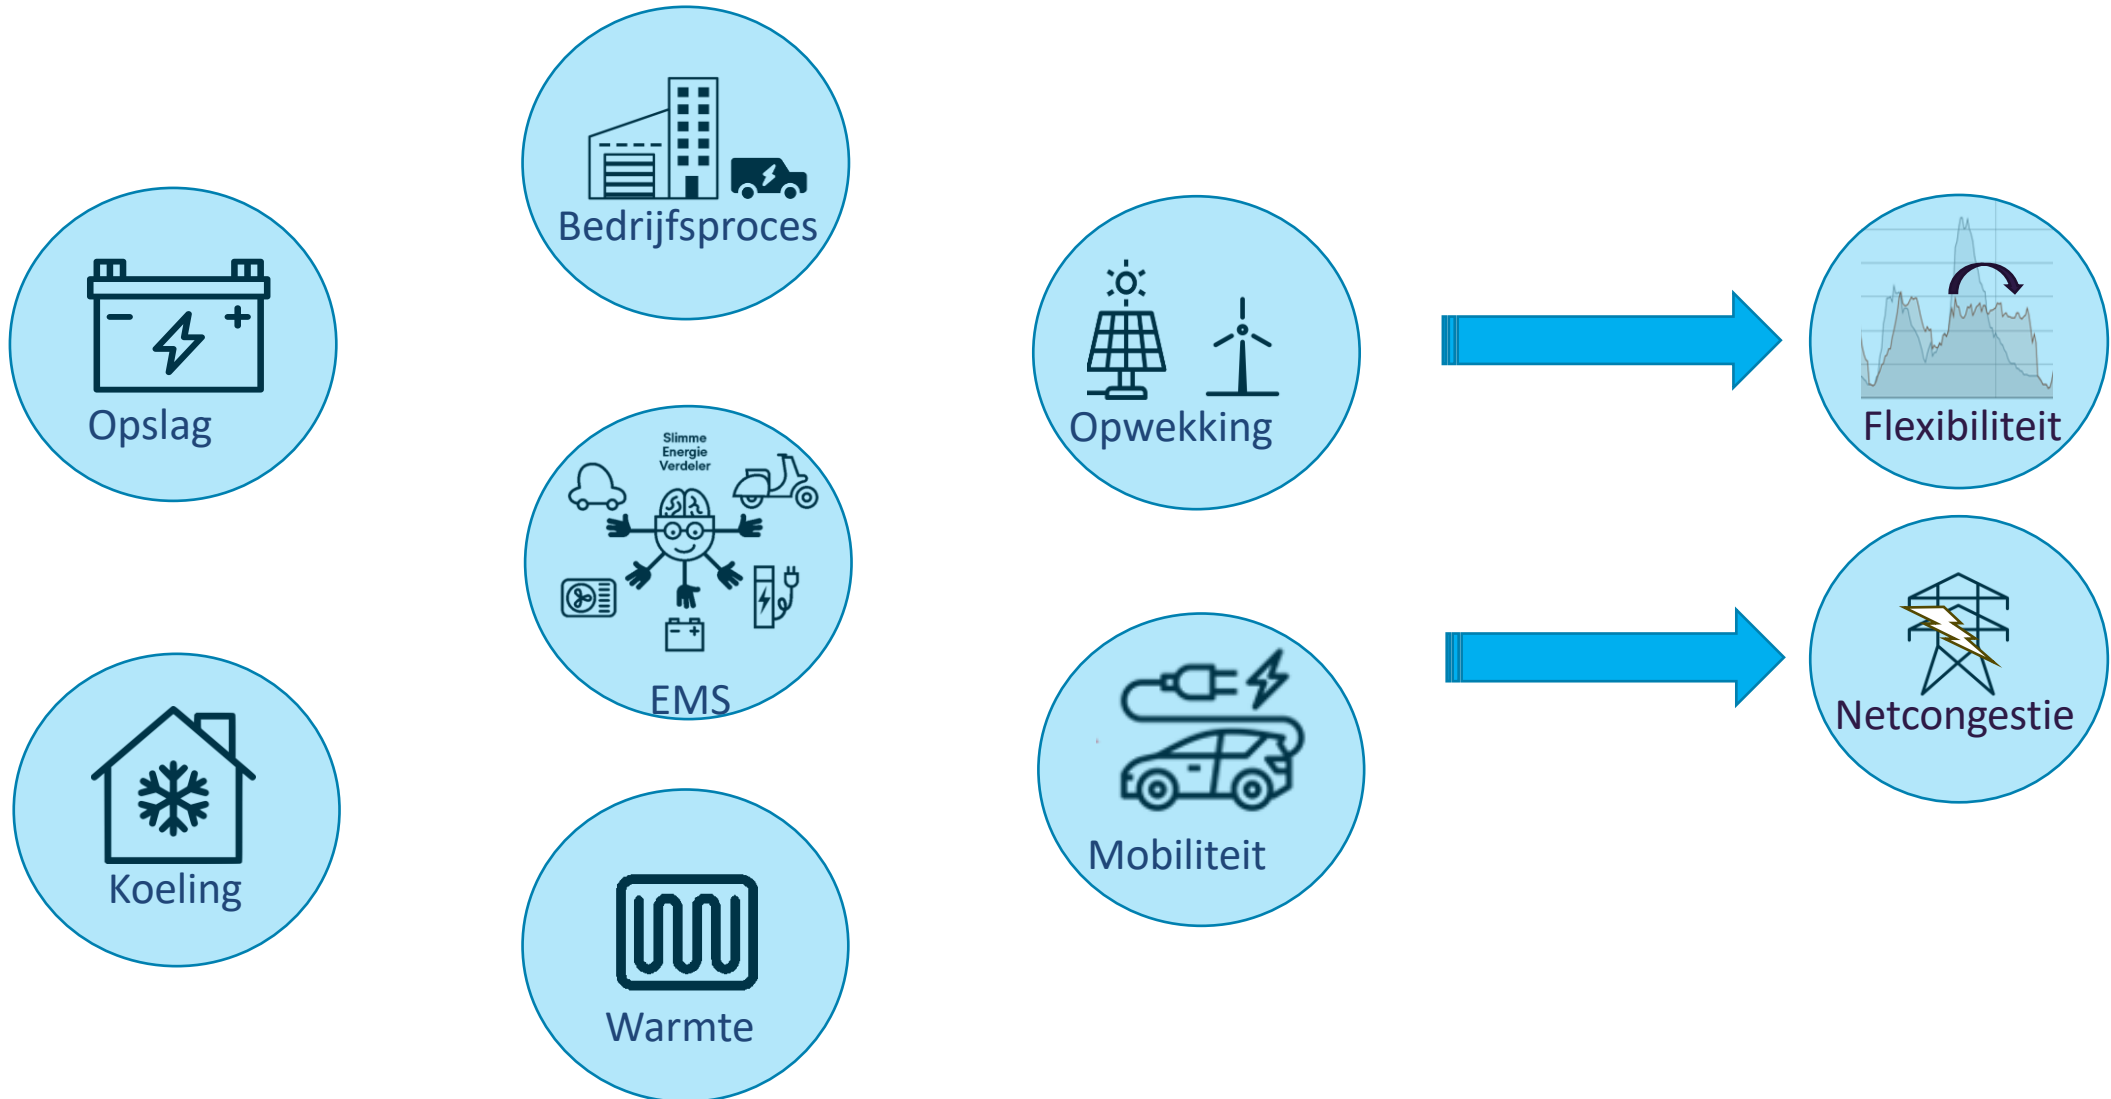 Bedrijfsproces
Opslag
Opwekking
Flexibiliteit
Slimme
Energie
Verdeler
EMS
Netcongestie
Mobiliteit
Koeling
Warmte